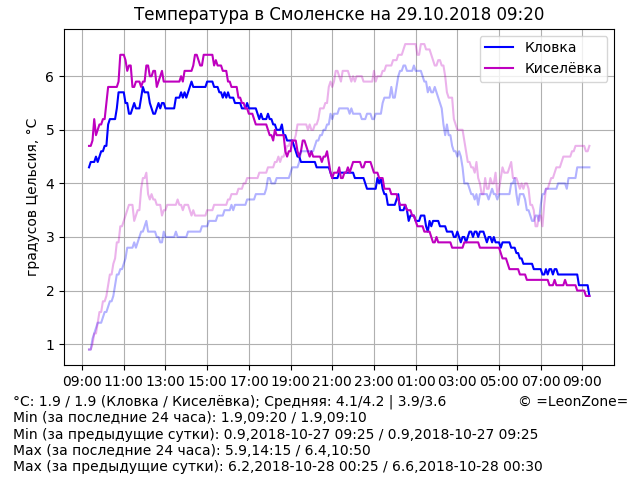 Температура в Смоленске на 29.10.2018 09:20
градусов Цельсия, °C
6
5
4
3
2
1
Кловка
Киселёвка
09:00 11:00 13:00 15:00 17:00 19:00 21:00 23:00 01:00 03:00 05:00 07:00 09:00
°C: 1.9 / 1.9 (Кловка / Киселёвка); Средняя: 4.1/4.2 | 3.9/3.6 © =LeonZone=
Min (за последние 24 часа): 1.9,09:20 / 1.9,09:10
Min (за предыдущие сутки): 0.9,2018-10-27 09:25 / 0.9,2018-10-27 09:25
Max (за последние 24 часа): 5.9,14:15 / 6.4,10:50
Max (за предыдущие сутки): 6.2,2018-10-28 00:25 / 6.6,2018-10-28 00:30